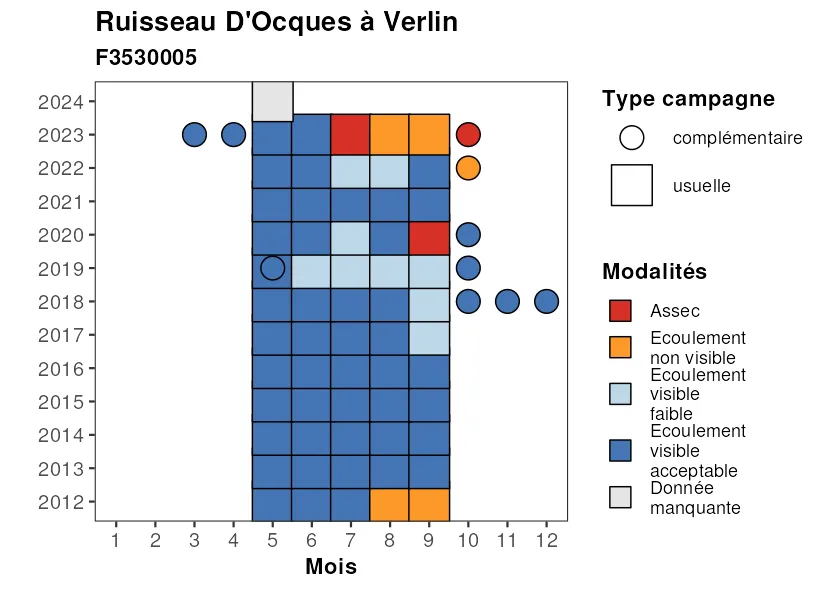 Ruisseau D'Ocques à Verlin
F3530005
2024
2023
2022
2021
2020
2019
2018
2017
2016
2015
2014
2013
2012
1 2 3 4 5 6 7 8 9 10 11 12
Mois
Type campagne
complémentaire
usuelle
Modalités
Assec
Ecoulement
non visible
Ecoulement
visible
faible
Ecoulement
visible
acceptable
Donnée
manquante